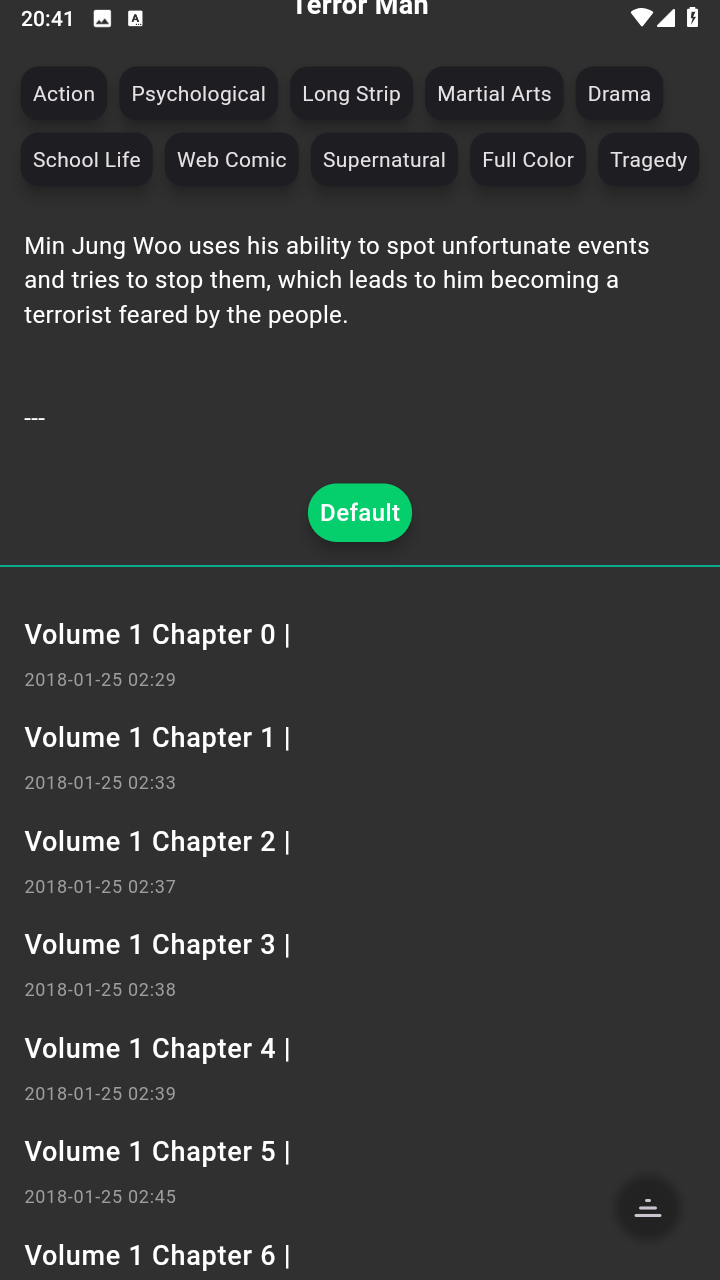 20:41
Terror Man
Action Psychological Long Strip Martial Arts Drama
School Life Web Comic Supernatural Full Color Tragedy
Min Jung Woo uses his ability to spot unfortunate events
and tries to stop them, which leads to him becoming a
terrorist feared by the people.
---
Default
Volume 1 Chapter 0 |
2018-01-25 02:29
Volume 1 Chapter 1 |
2018-01-25 02:33
Volume 1 Chapter 2 |
2018-01-25 02:37
Volume 1 Chapter 3 |
2018-01-25 02:38
Volume 1 Chapter 4 |
2018-01-25 02:39
Volume 1 Chapter 5 |
2018-01-25 02:45
Volume 1 Chapter 6 |